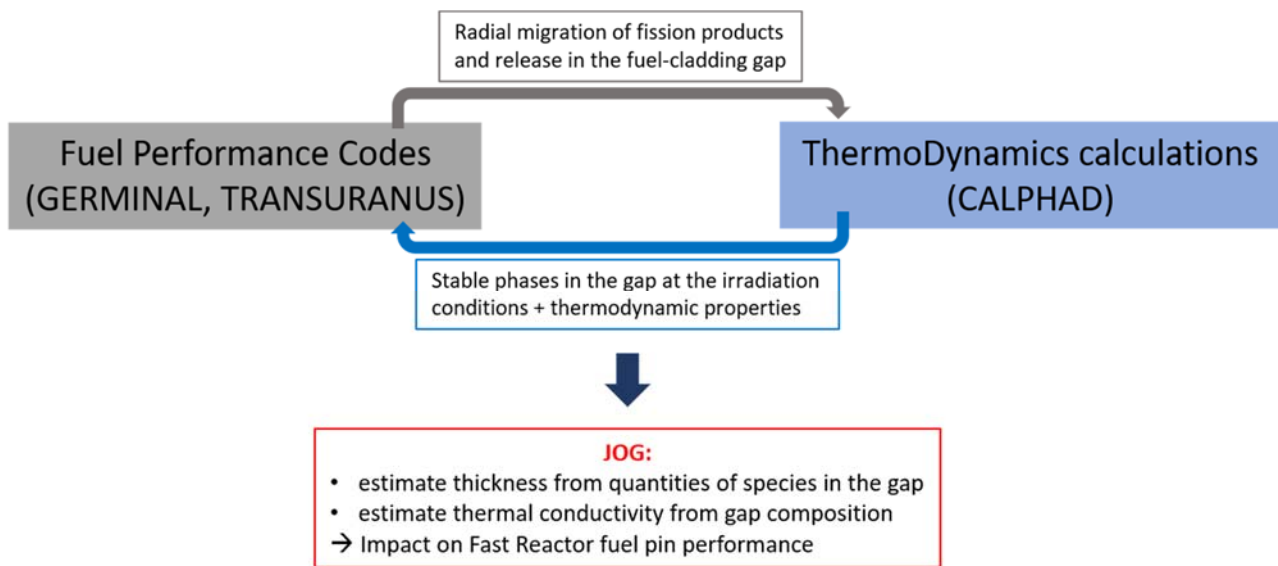 Radial migration of fission products
and release in the fuel-cladding gap
Fuel Performance Codes
(GERMINAL, TRANSURANUS)
ThermoDynamics calculations
(CALPHAD)
Stable phases in the gap at the irradiation
conditions + thermodynamic properties
JOG:
• estimate thickness from quantities of species in the gap
• estimate thermal conductivity from gap composition
→ Impact on Fast Reactor fuel pin performance